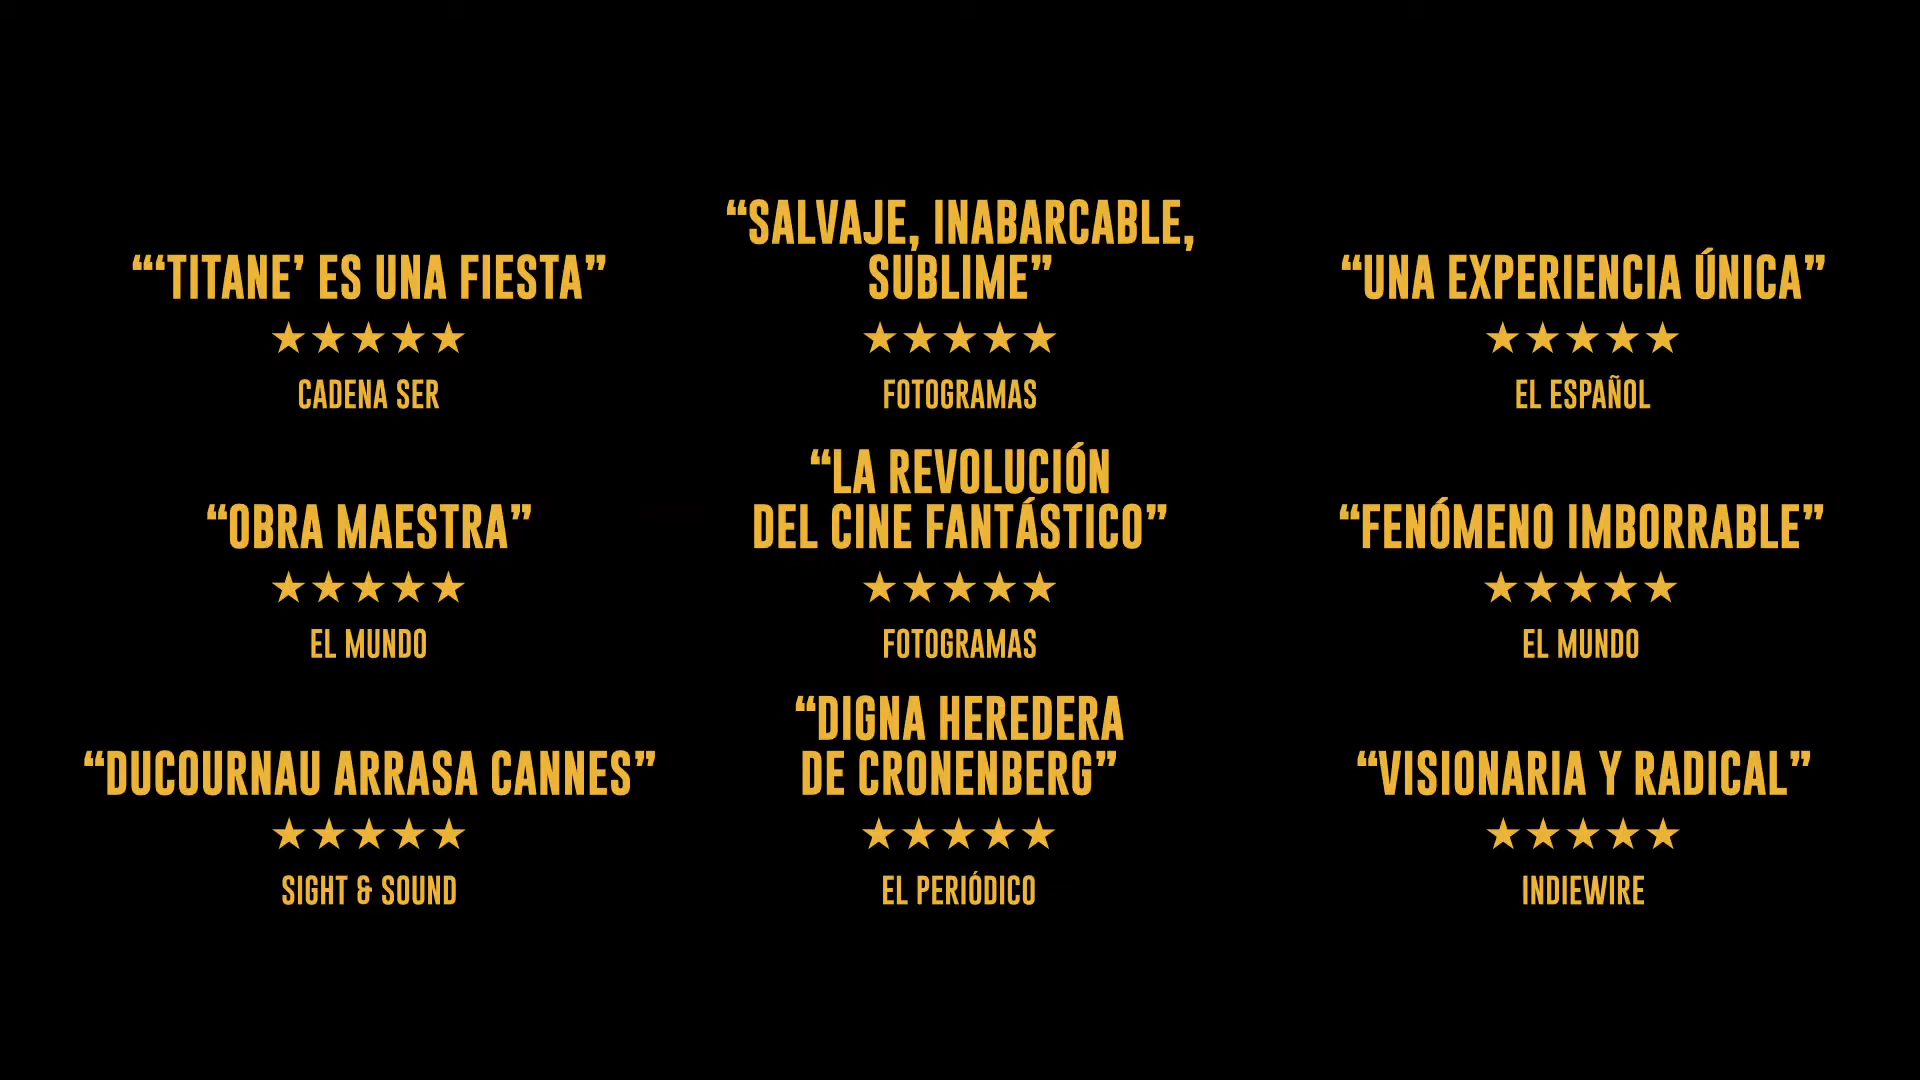 “‘TITANE’ ES UNA FIESTA”
★★★★★
CADENA SER
“SALVAJE, INABARCABLE,
SUBLIME”
★★★★★
FOTOGRAMAS
“UNA EXPERIENCIA ÚNICA”
★★★★★
EL ESPAÑOL
“OBRA MAESTRA”
★★★★★
EL MUNDO
“LA REVOLUCIÓN
DEL CINE FANTÁSTICO”
★★★★★
FOTOGRAMAS
“FENÓMENO IMBORRABLE”
★★★★★
EL MUNDO
“DUCOURNAU ARRASA CANNES”
★★★★★
SIGHT & SOUND
“DIGNA HEREDERA
DE CRONENBERG”
★★★★★
EL PERIÓDICO
“VISIONARIA Y RADICAL”
★★★★★
INDIEWIRE